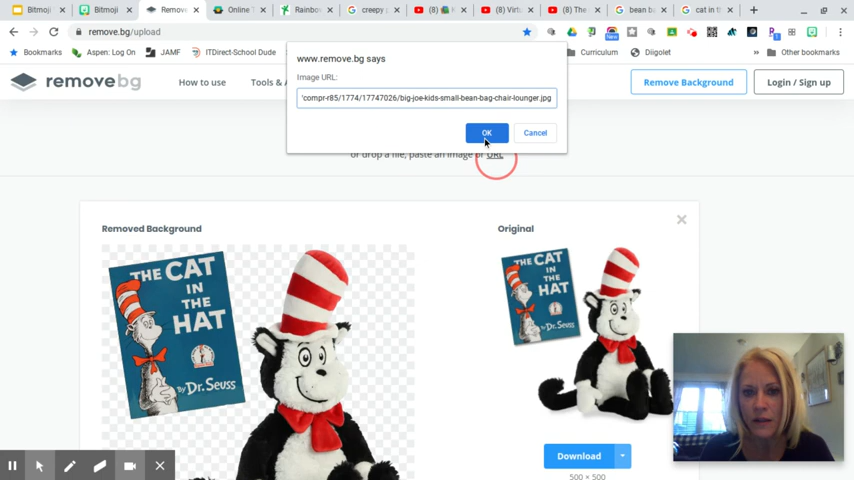 Bitmoji
Bitmoji
Remove
Online T
Rainbow
creepy p
(8)
(8) Virtu
(8) The
bean ba
cat in th
remove.bg/upload
Bookmarks
Aspen: Log On
JAMF
ITDirect-School Dude
Curriculum
Diigolet
Other bookmarks
removebg
How to use
Tools & A
Remove Background
Login / Sign up
www.remove.bg says
Image URL:
'compr-r85/1774/17747026/big-joe-kids-small-bean-bag-chair-lounger.jpg
OK
Cancel
or drop a file, paste an image or URL
Removed Background
Original
THE CAT
IN
THE
HAT
By Dr. Seuss
THE CAT
IN
THE
HAT
By Dr. Seuss
Download
500 × 500